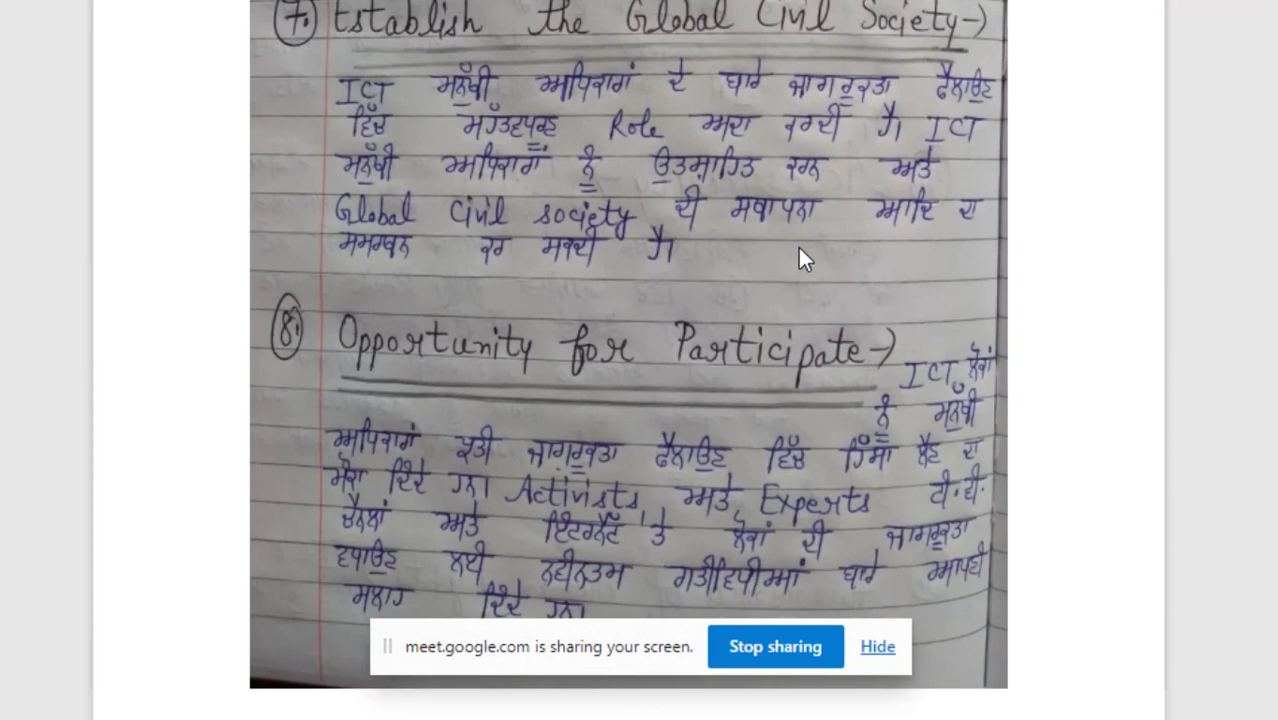 7. Establish the Global Civil Society→
ICT ਮਨੁੱਖੀ ਅਧਿਕਾਰਾਂ ਦੇ ਬਾਰੇ ਜਾਗਰੂਕਤਾ ਫੈਲਾਉਣ
ਵਿੱਚ ਮਹੱਤਵਪੂਰਣ Role ਅਦਾ ਕਰਦੀ ਹੈ। ICT
ਮਨੁੱਖੀ ਅਧਿਕਾਰਾਂ ਨੂੰ ਉਤਸ਼ਾਹਿਤ ਕਰਨ ਅਤੇ
Global Civil society ਦੀ ਸਥਾਪਨਾ ਆਦਿ ਦਾ
ਸਮਰਥਨ ਕਰ ਸਕਦੀ ਹੈ।
8. Opportunity for Participate→
ICT ਲੋਕਾਂ
ਨੂੰ ਮਨੁੱਖੀ
ਅਧਿਕਾਰਾਂ ਪ੍ਰਤੀ ਜਾਗਰੂਕਤਾ ਫੈਲਾਉਣ ਵਿੱਚ ਹਿੱਸਾ ਲੈਣ ਦਾ
ਮੌਕਾ ਦਿੰਦੇ ਹਨ। Activists ਅਤੇ Experts ਟੀ.ਵੀ.
ਚੈਨਲਾਂ ਅਤੇ ਇੰਟਰਨੈੱਟ 'ਤੇ ਲੋਕਾਂ ਦੀ ਜਾਗਰੂਕਤਾ
ਵਧਾਉਣ ਲਈ ਨਵੀਨਤਮ ਗਤੀਵਿਧੀਆਂ ਬਾਰੇ ਆਪਣੀ
ਸਲਾਹ ਦਿੰਦੇ ਹਨ।
meet.google.com is sharing your screen. Stop sharing Hide